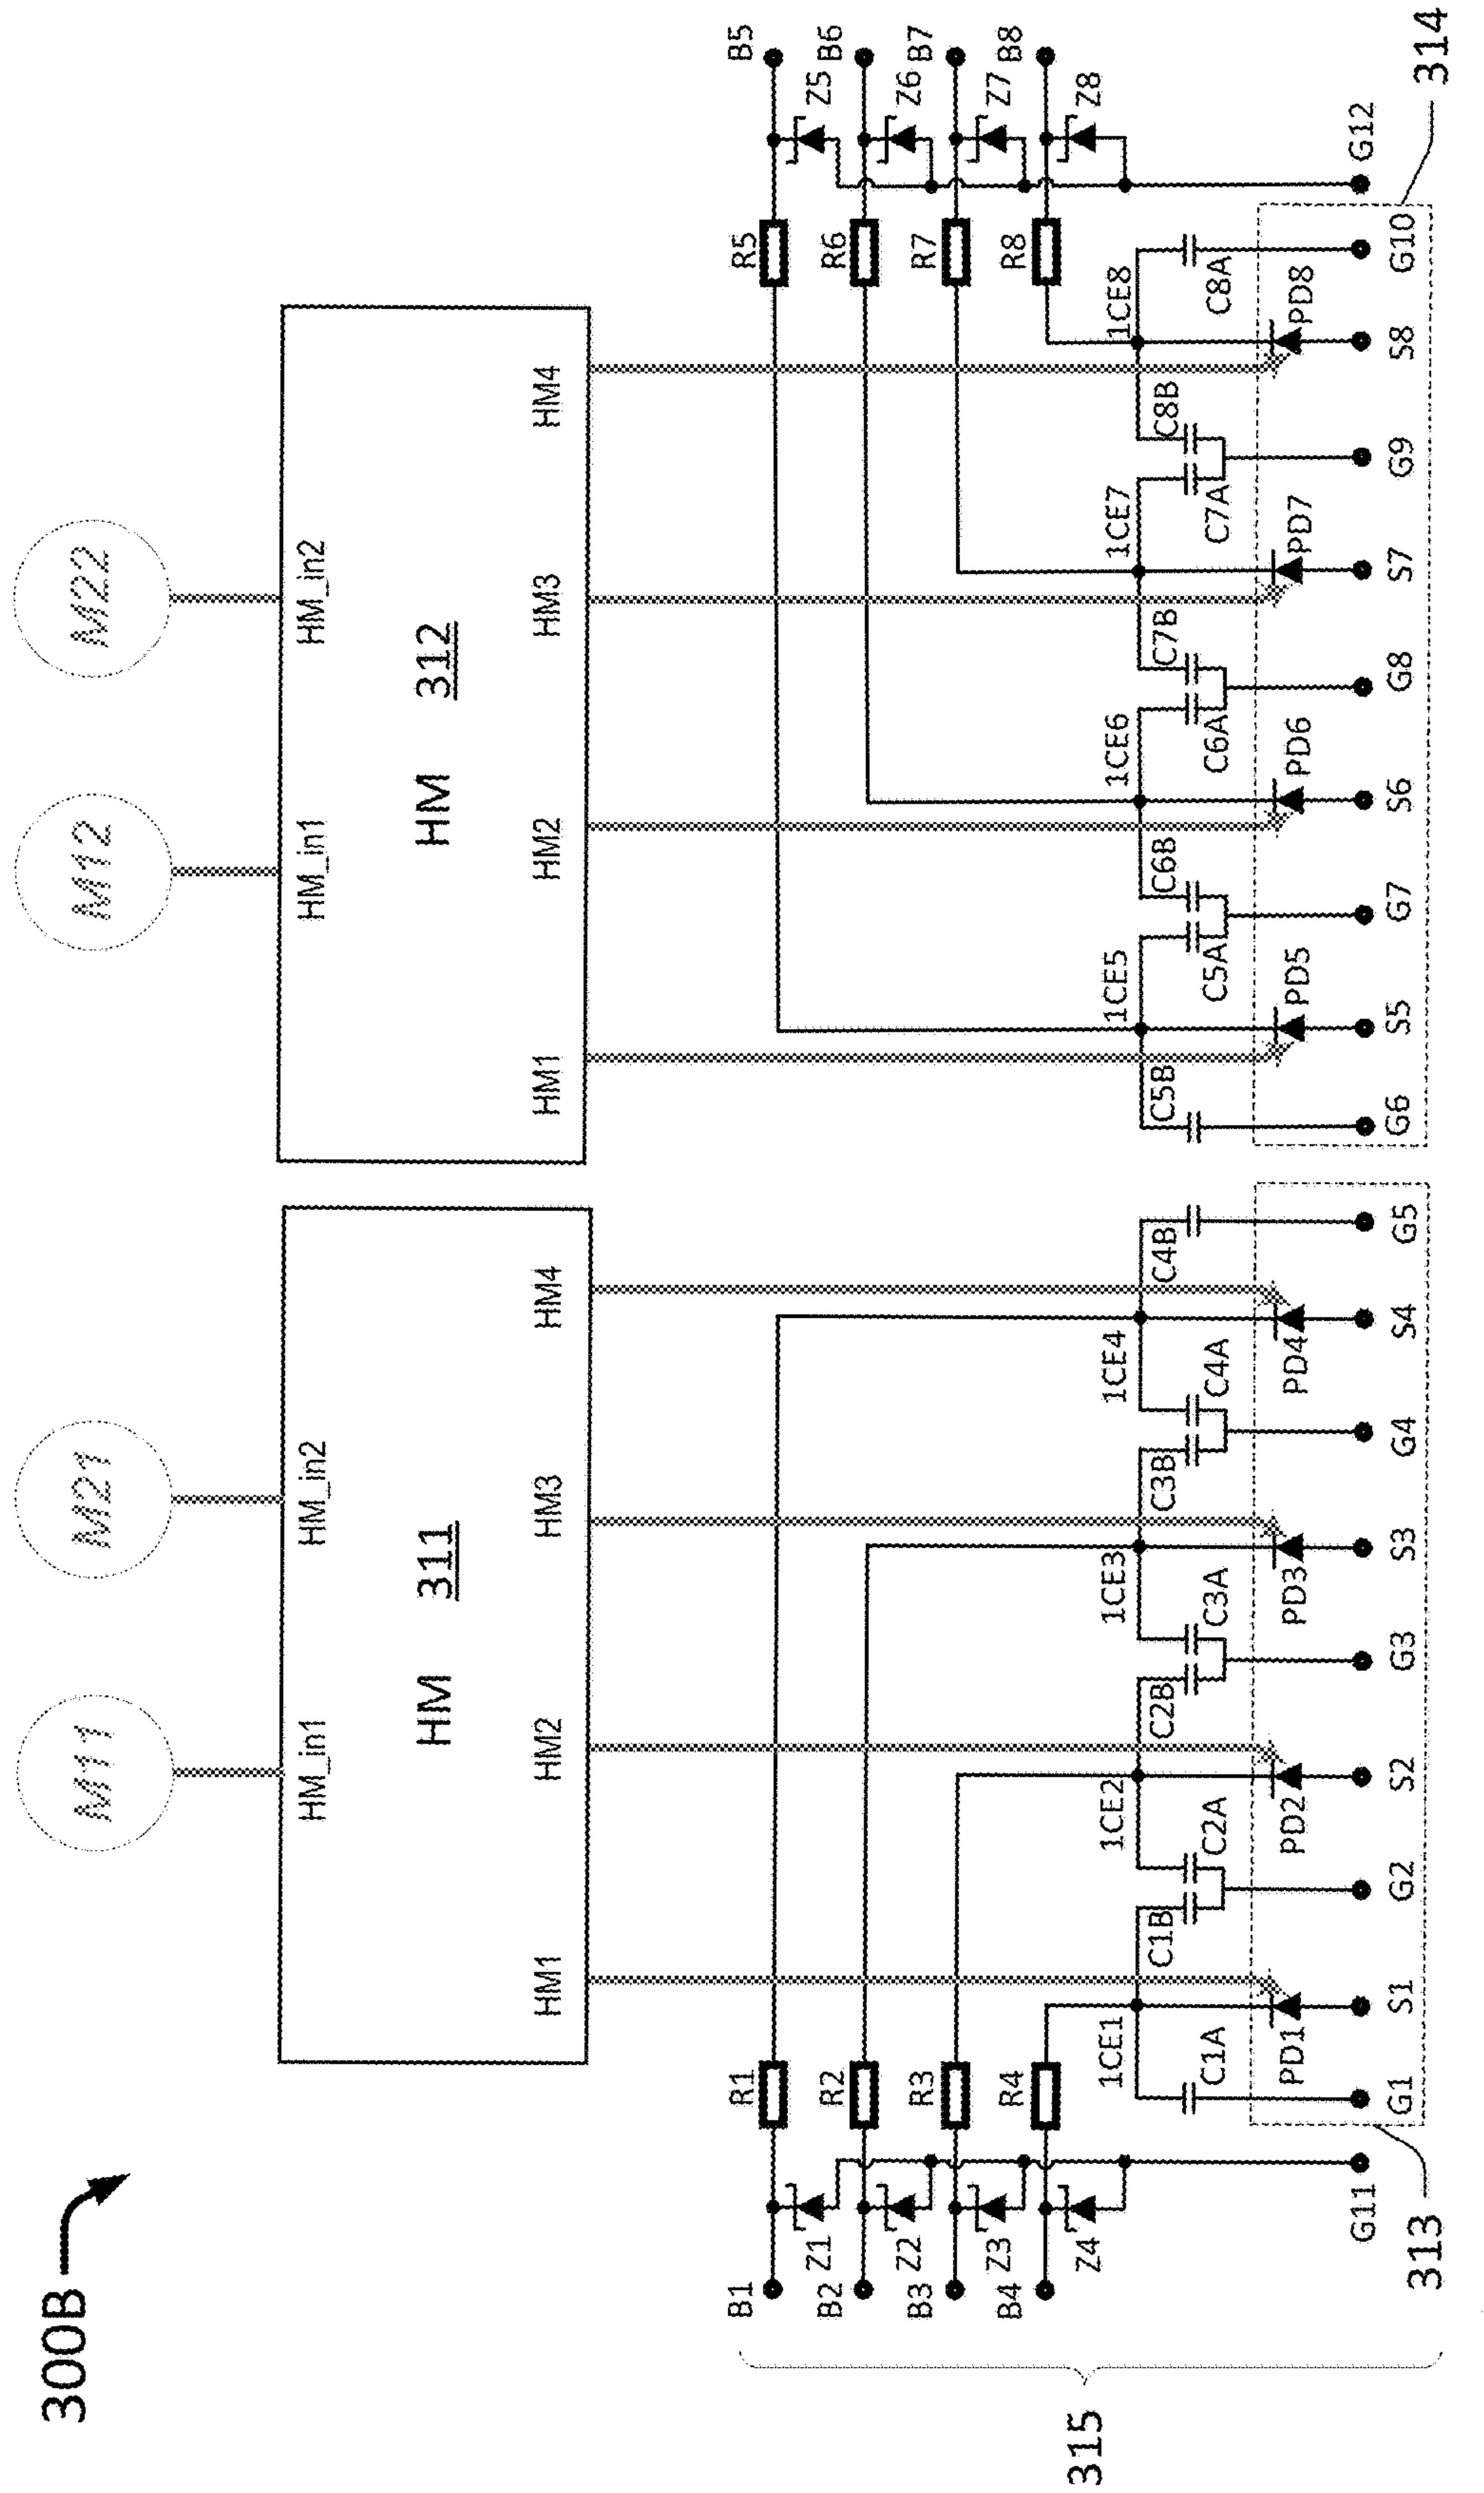 300B
M11
M21
M12
M22
HM_in1
HM_in2
HM_in1
HM_in2
HM
311
HM
312
HM1
HM2
HM3
HM4
HM1
HM2
HM3
HM4
B1
R1
R5
B5
Z1
Z5
B2
R2
R6
B6
Z2
Z6
B3
R3
R7
B7
Z3
Z7
B4
R4
R8
B8
Z4
Z8
315
1CE1
1CE2
1CE3
1CE4
1CE5
1CE6
1CE7
1CE8
C1B
C2B
C3B
C4B
C5B
C6B
C7B
C8B
C1A
C2A
C3A
C4A
C5A
C6A
C7A
C8A
PD1
PD2
PD3
PD4
PD5
PD6
PD7
PD8
G11
G1
S1
G2
S2
G3
S3
G4
S4
G5
G6
S5
G7
S6
G8
S7
G9
S8
G10
G12
313
314